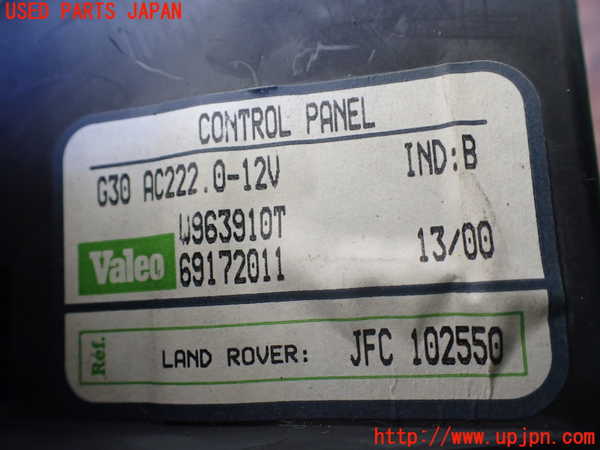 USED PARTS JAPAN
CONTROL PANEL
G30 AC222.0-12V IND:B
W963910T
Valeo 69172011 13/00
Réf. LAND ROVER: JFC 102550
http://www.upjpn.com/